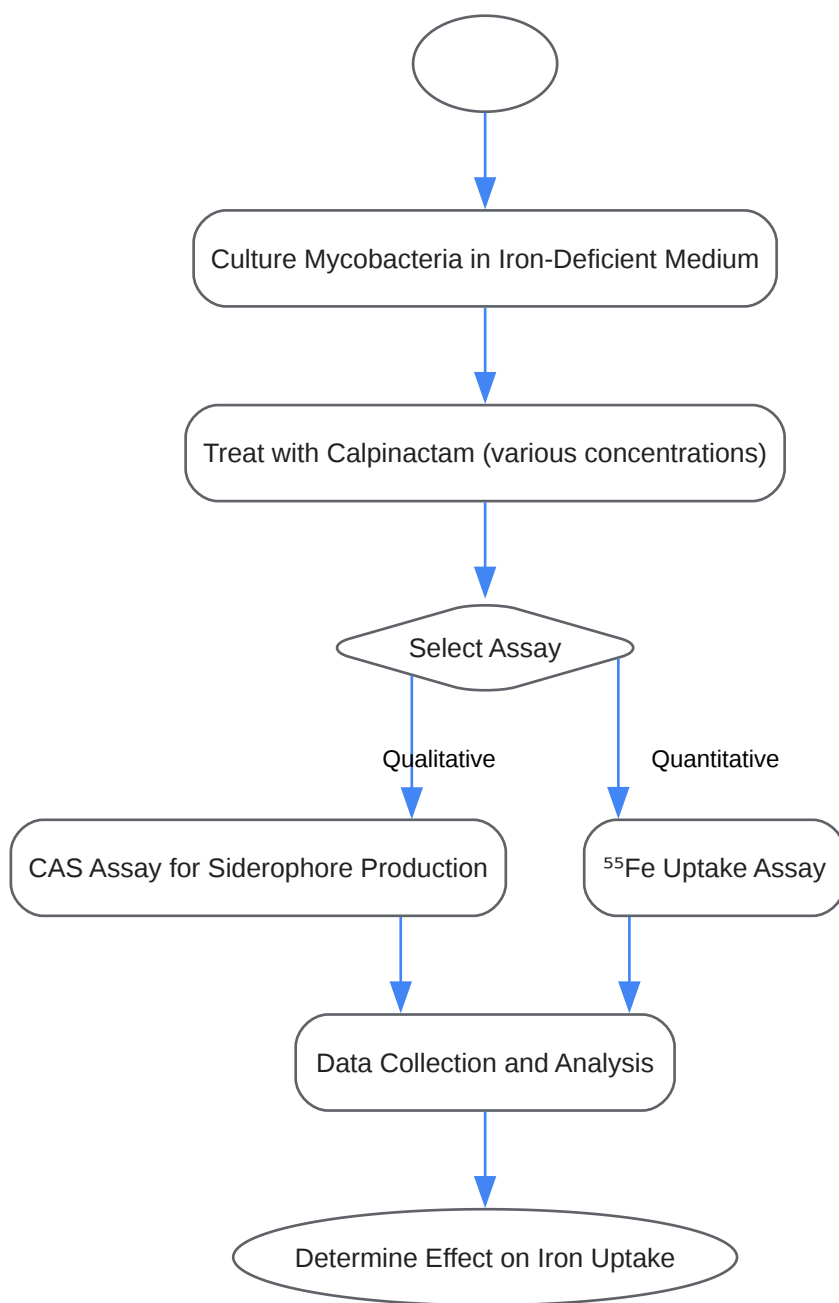 Culture Mycobacteria in Iron-Deficient Medium
Treat with Calpinactam (various concentrations)
Select Assay
Qualitative
Quantitative
CAS Assay for Siderophore Production
⁵⁵Fe Uptake Assay
Data Collection and Analysis
Determine Effect on Iron Uptake